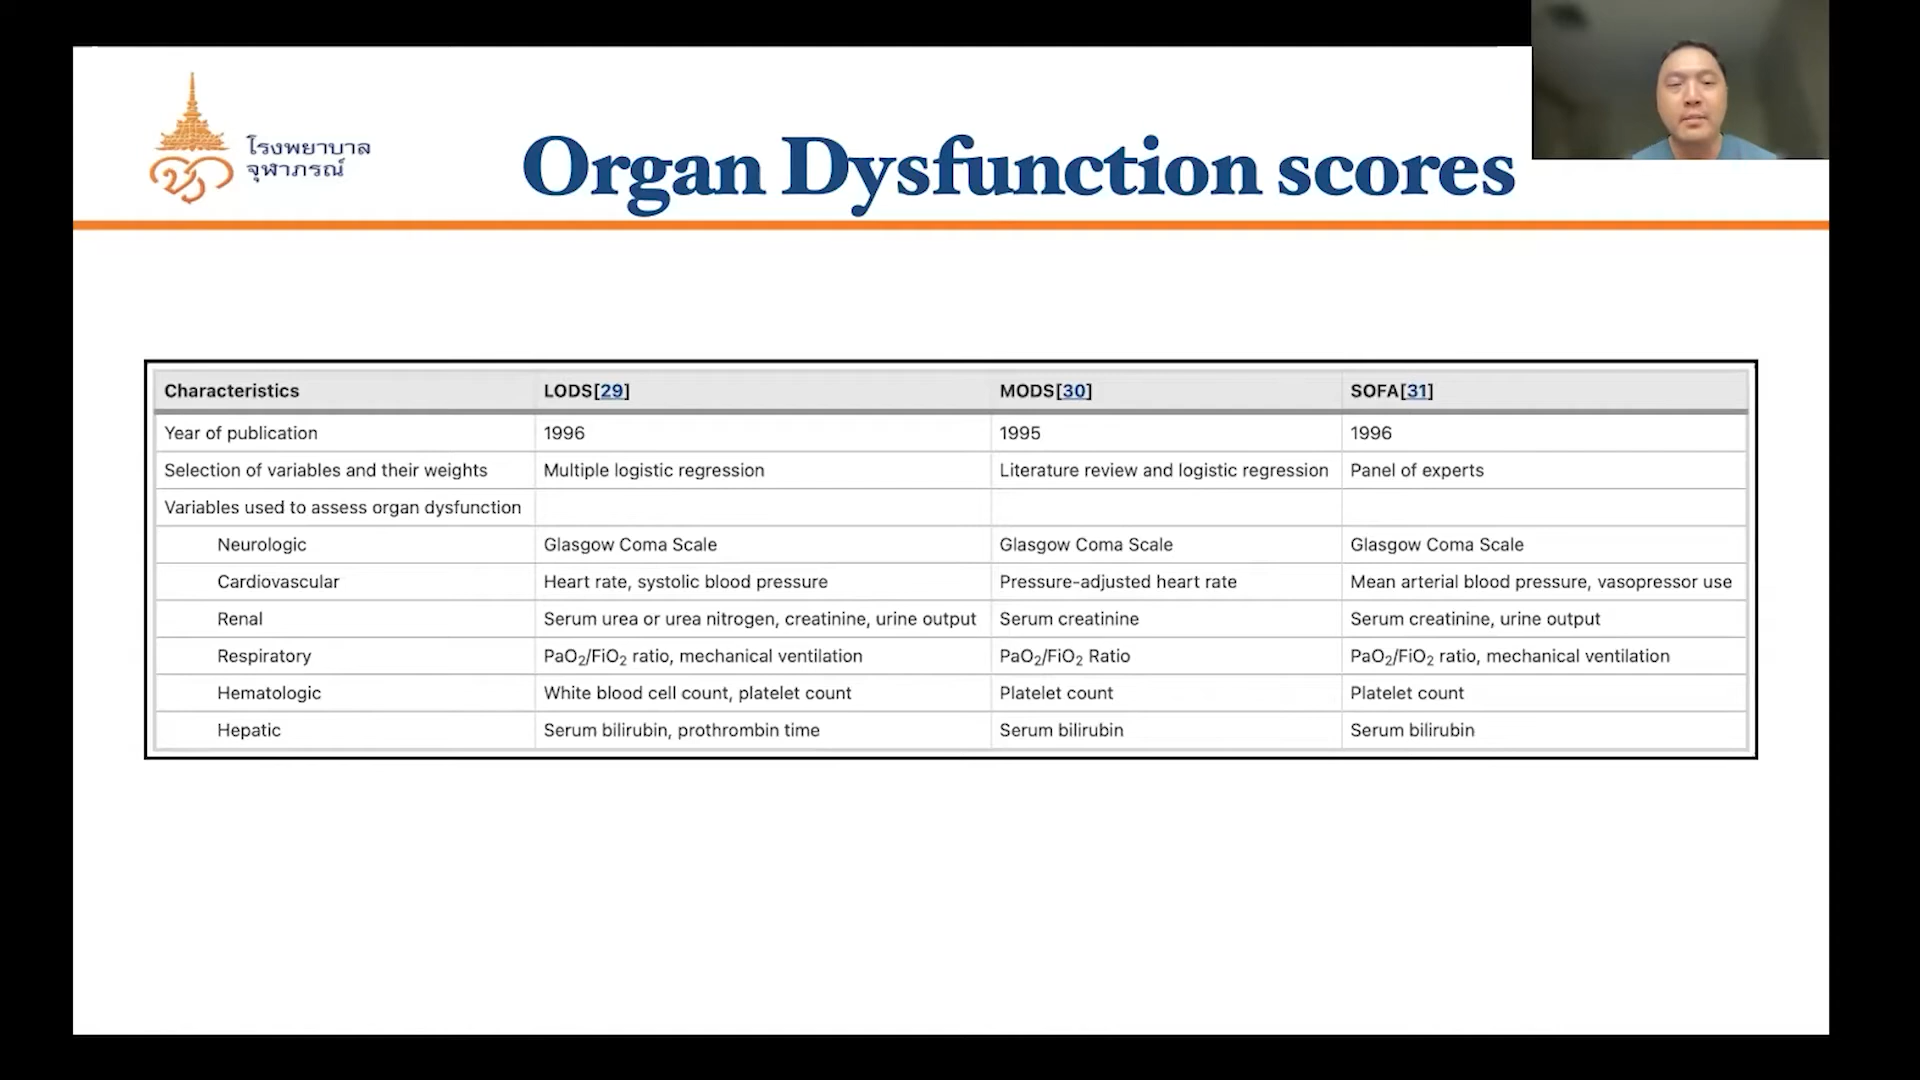 โรงพยาบาล
จุฬาภรณ์
Organ Dysfunction scores
Characteristics LODS[29] MODS[30] SOFA[31]
Year of publication 1996 1995 1996
Selection of variables and their weights Multiple logistic regression Literature review and logistic regression Panel of experts
Variables used to assess organ dysfunction
Neurologic Glasgow Coma Scale Glasgow Coma Scale Glasgow Coma Scale
Cardiovascular Heart rate, systolic blood pressure Pressure-adjusted heart rate Mean arterial blood pressure, vasopressor use
Renal Serum urea or urea nitrogen, creatinine, urine output Serum creatinine Serum creatinine, urine output
Respiratory PaO₂/FiO₂ ratio, mechanical ventilation PaO₂/FiO₂ Ratio PaO₂/FiO₂ ratio, mechanical ventilation
Hematologic White blood cell count, platelet count Platelet count Platelet count
Hepatic Serum bilirubin, prothrombin time Serum bilirubin Serum bilirubin